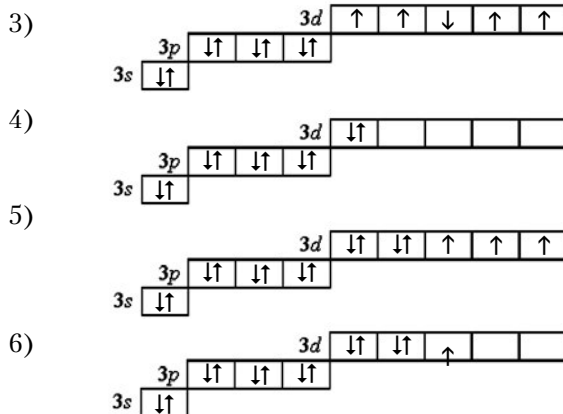 3)
3d ↑ ↑ ↓ ↑ ↑
3p ↓↑ ↓↑ ↓↑
3s ↓↑
4)
3d ↓↑
3p ↓↑ ↓↑ ↓↑
3s ↓↑
5)
3d ↓↑ ↓↑ ↑ ↑ ↑
3p ↓↑ ↓↑ ↓↑
3s ↓↑
6)
3d ↓↑ ↓↑ ↑
3p ↓↑ ↓↑ ↓↑
3s ↓↑